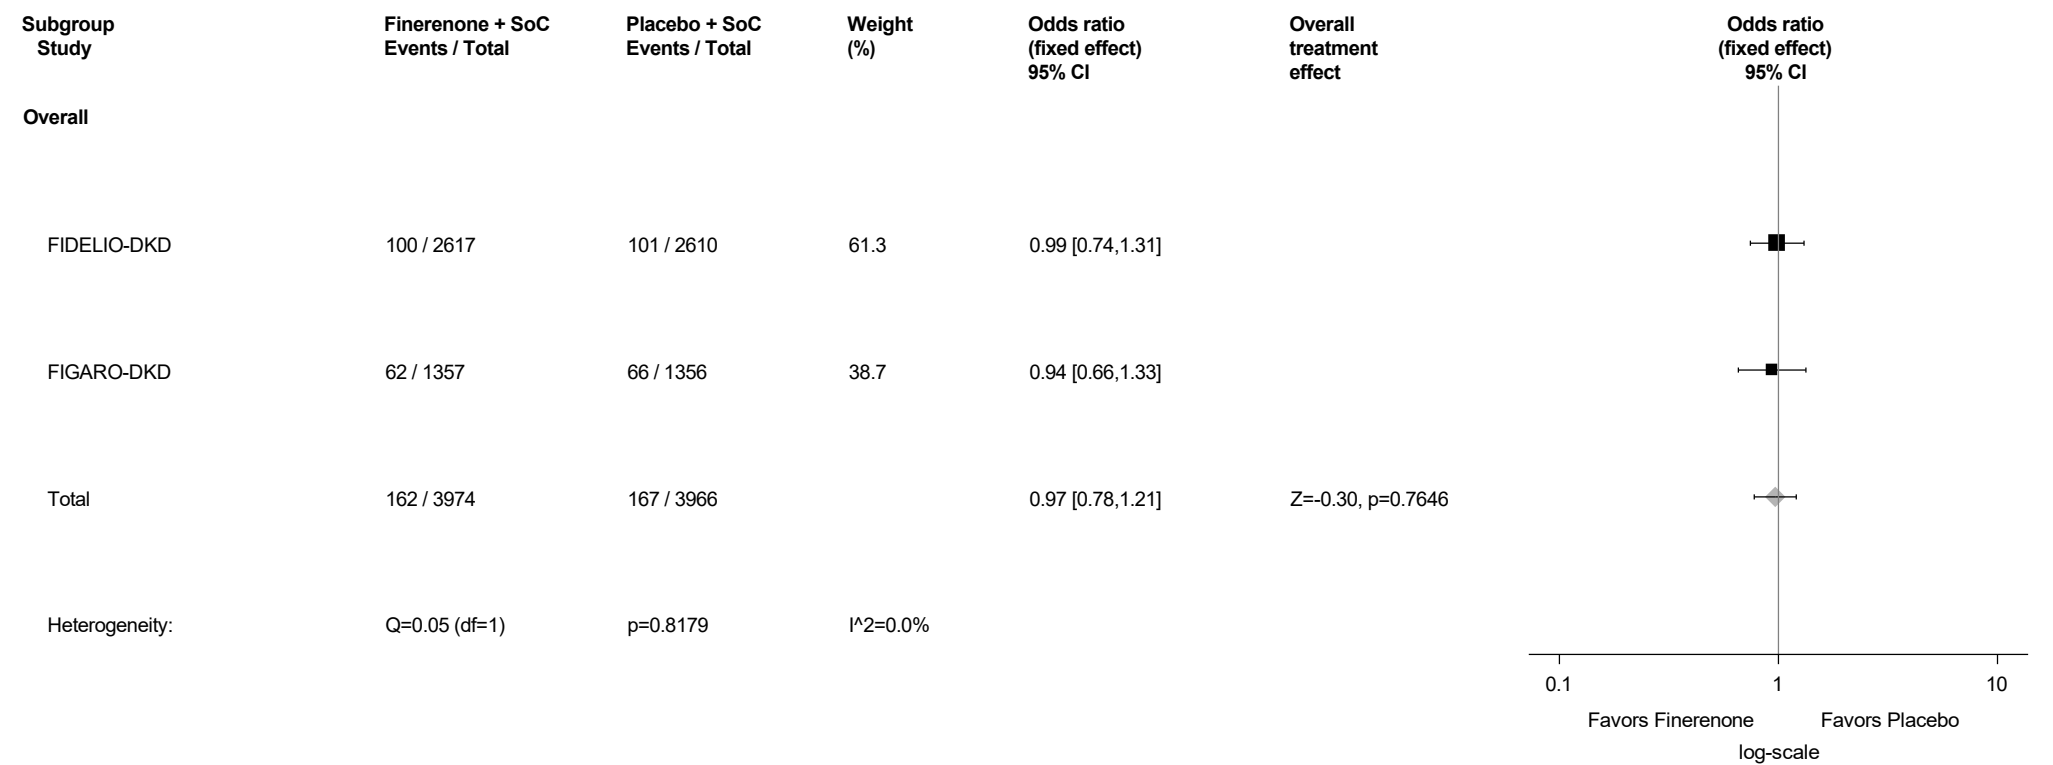 Subgroup Finerenone + SoC Placebo + SoC Weight Odds ratio Overall Odds ratio
Study Events / Total Events / Total (%) (fixed effect) treatment (fixed effect)
95% CI effect 95% CI
Overall
FIDELIO-DKD 100 / 2617 101 / 2610 61.3 0.99 [0.74,1.31]
FIGARO-DKD 62 / 1357 66 / 1356 38.7 0.94 [0.66,1.33]
Total 162 / 3974 167 / 3966 0.97 [0.78,1.21] Z=-0.30, p=0.7646
Heterogeneity: Q=0.05 (df=1) p=0.8179 I^2=0.0%
0.1 1 10
Favors Finerenone Favors Placebo
log-scale